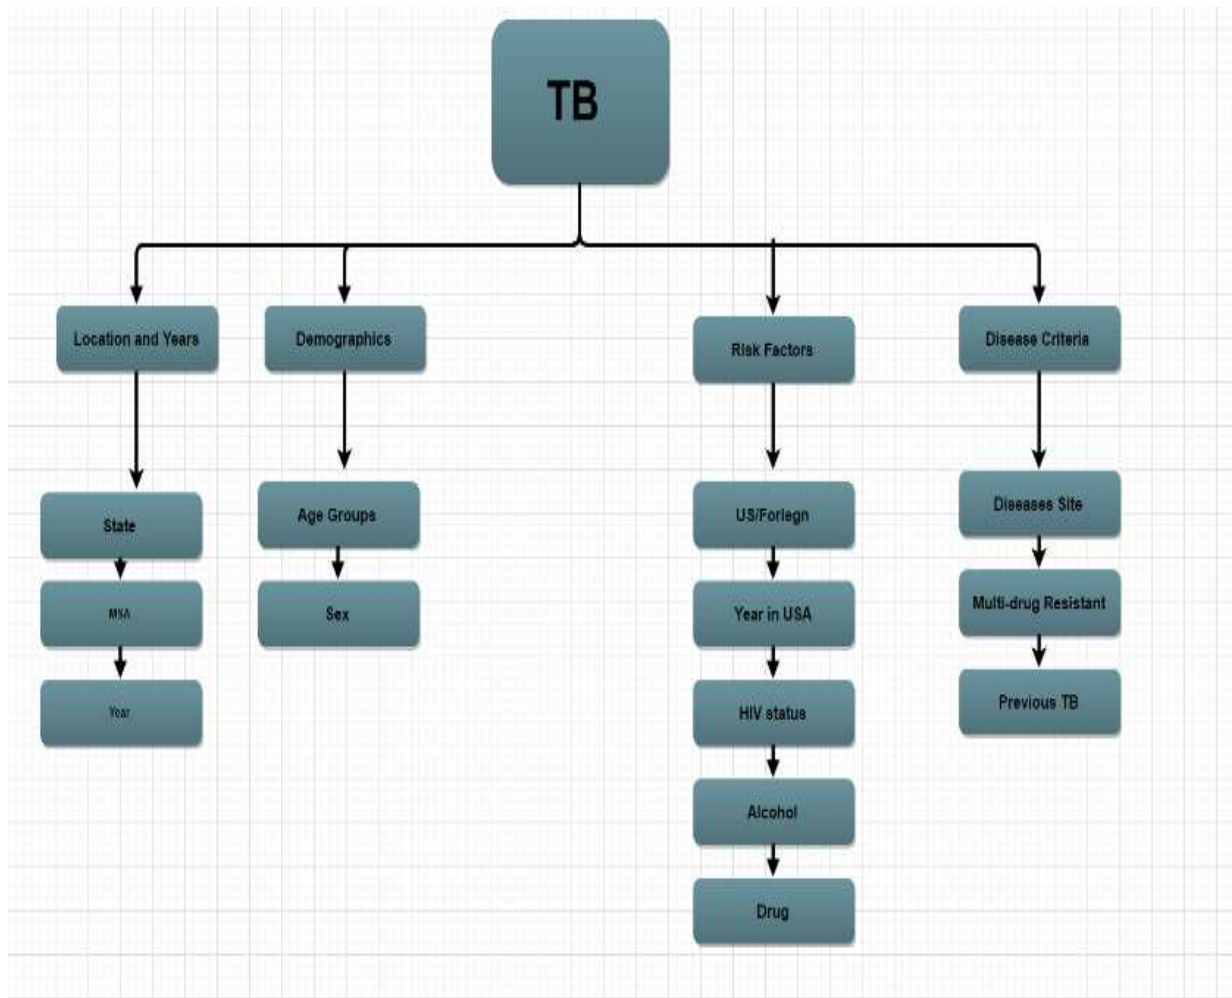 TB
Location and Years
Demographics
Risk Factors
Disease Criteria
State
MSA
Year
Age Groups
Sex
US/Foriegn
Year in USA
HIV status
Alcohol
Drug
Diseases Site
Multi-drug Resistant
Previous TB